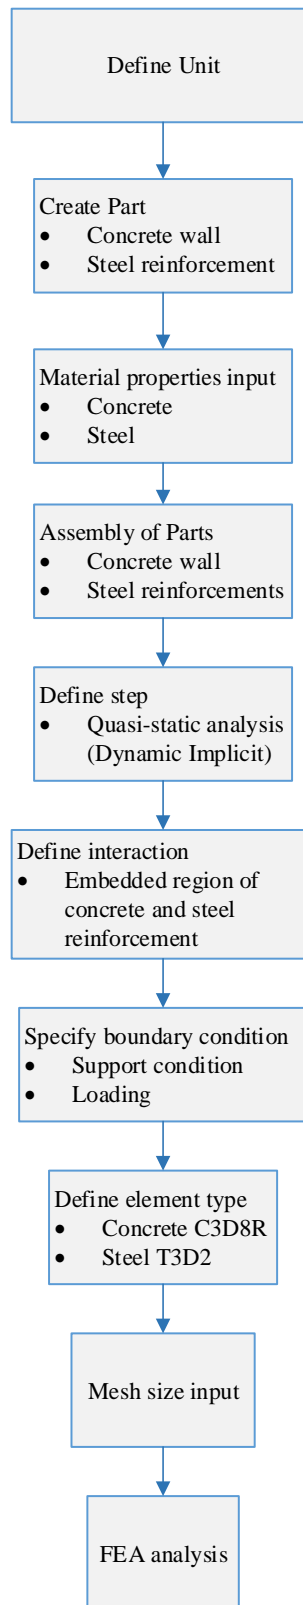 Define Unit
Create Part
• Concrete wall
• Steel reinforcement
Material properties input
• Concrete
• Steel
Assembly of Parts
• Concrete wall
• Steel reinforcements
Define step
• Quasi-static analysis
(Dynamic Implicit)
Define interaction
• Embedded region of
concrete and steel
reinforcement
Specify boundary condition
• Support condition
• Loading
Define element type
• Concrete C3D8R
• Steel T3D2
Mesh size input
FEA analysis